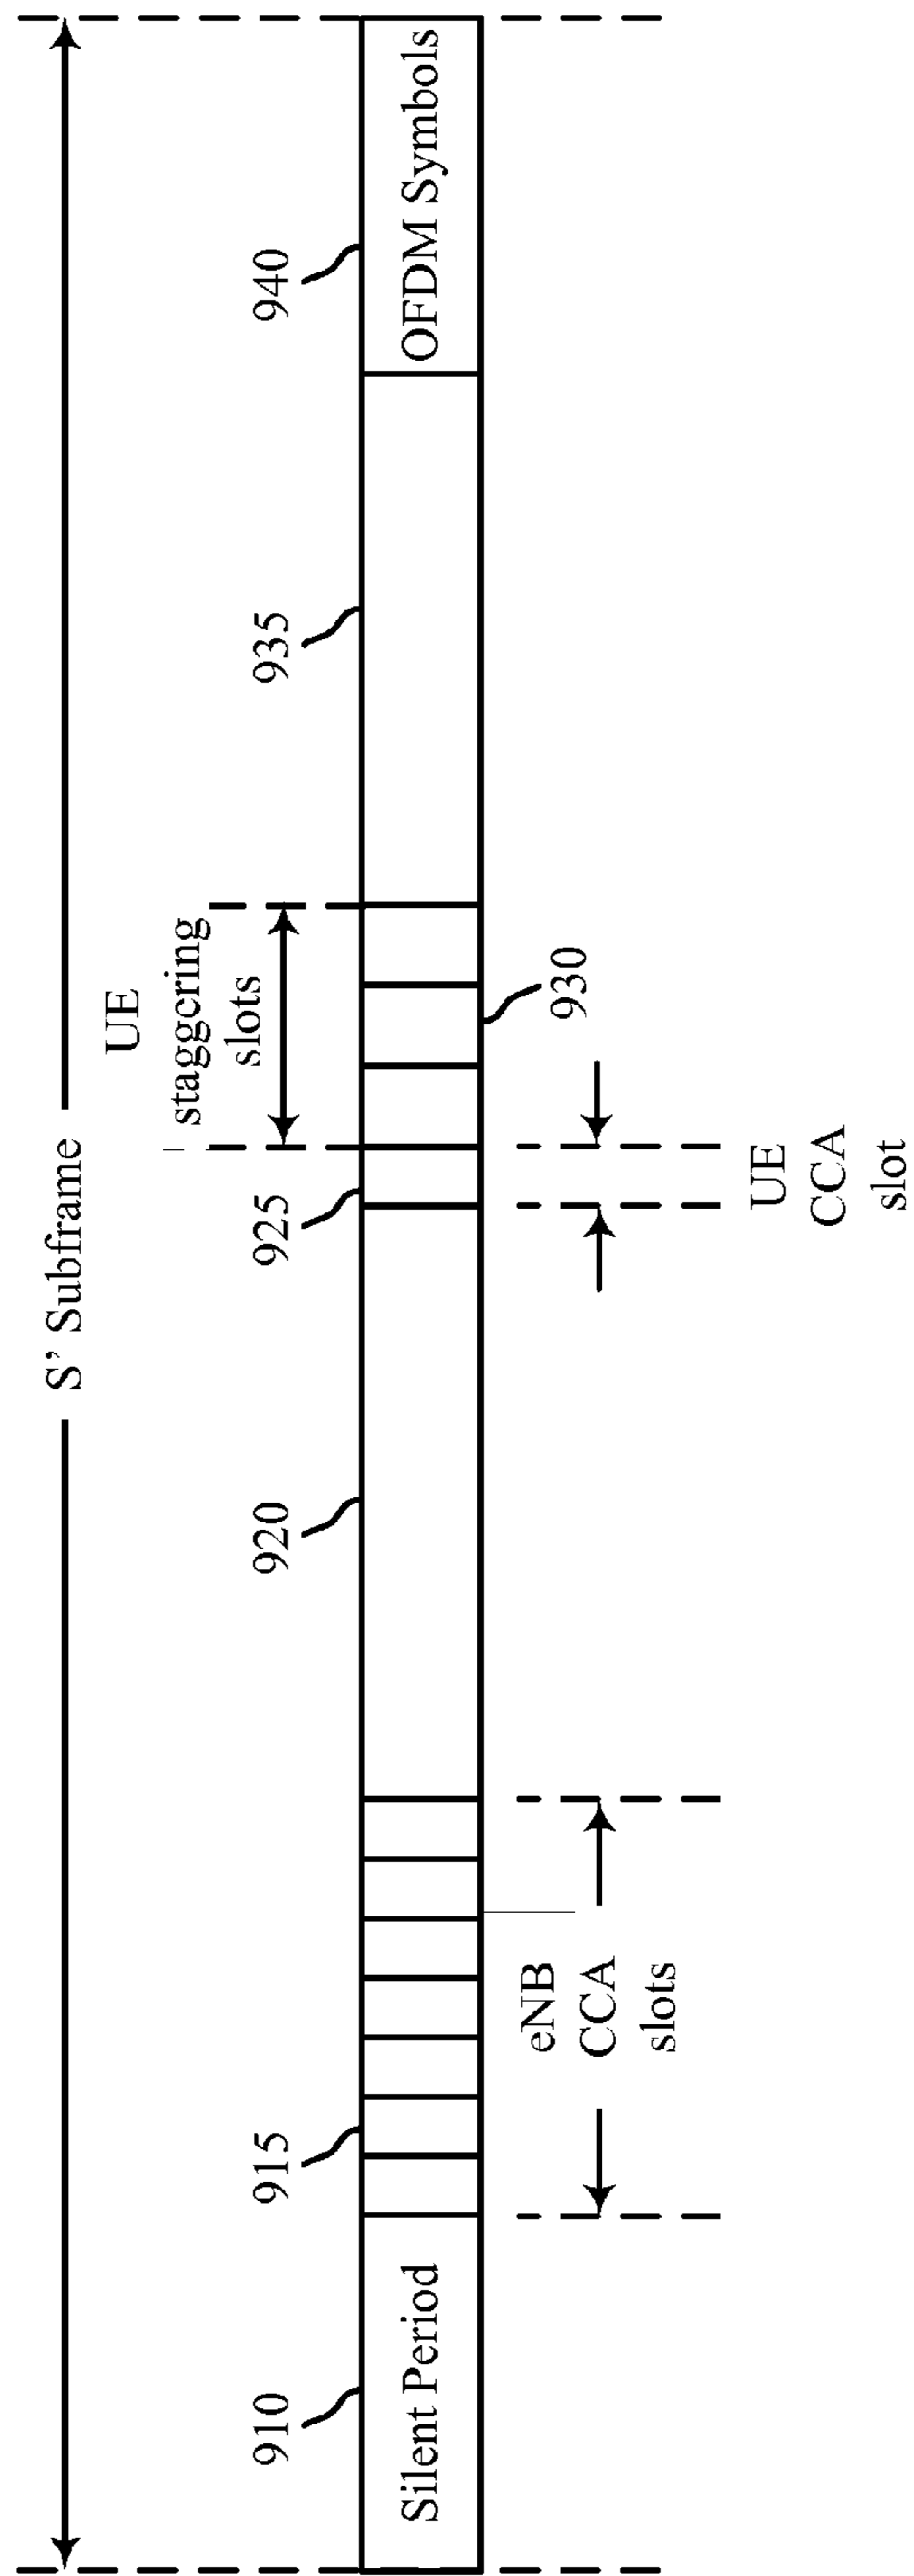 S' Subframe
UE
staggering
slots
910
915
920
925
935
940
Silent Period
OFDM Symbols
930
eNB
CCA
slots
UE
CCA
slot